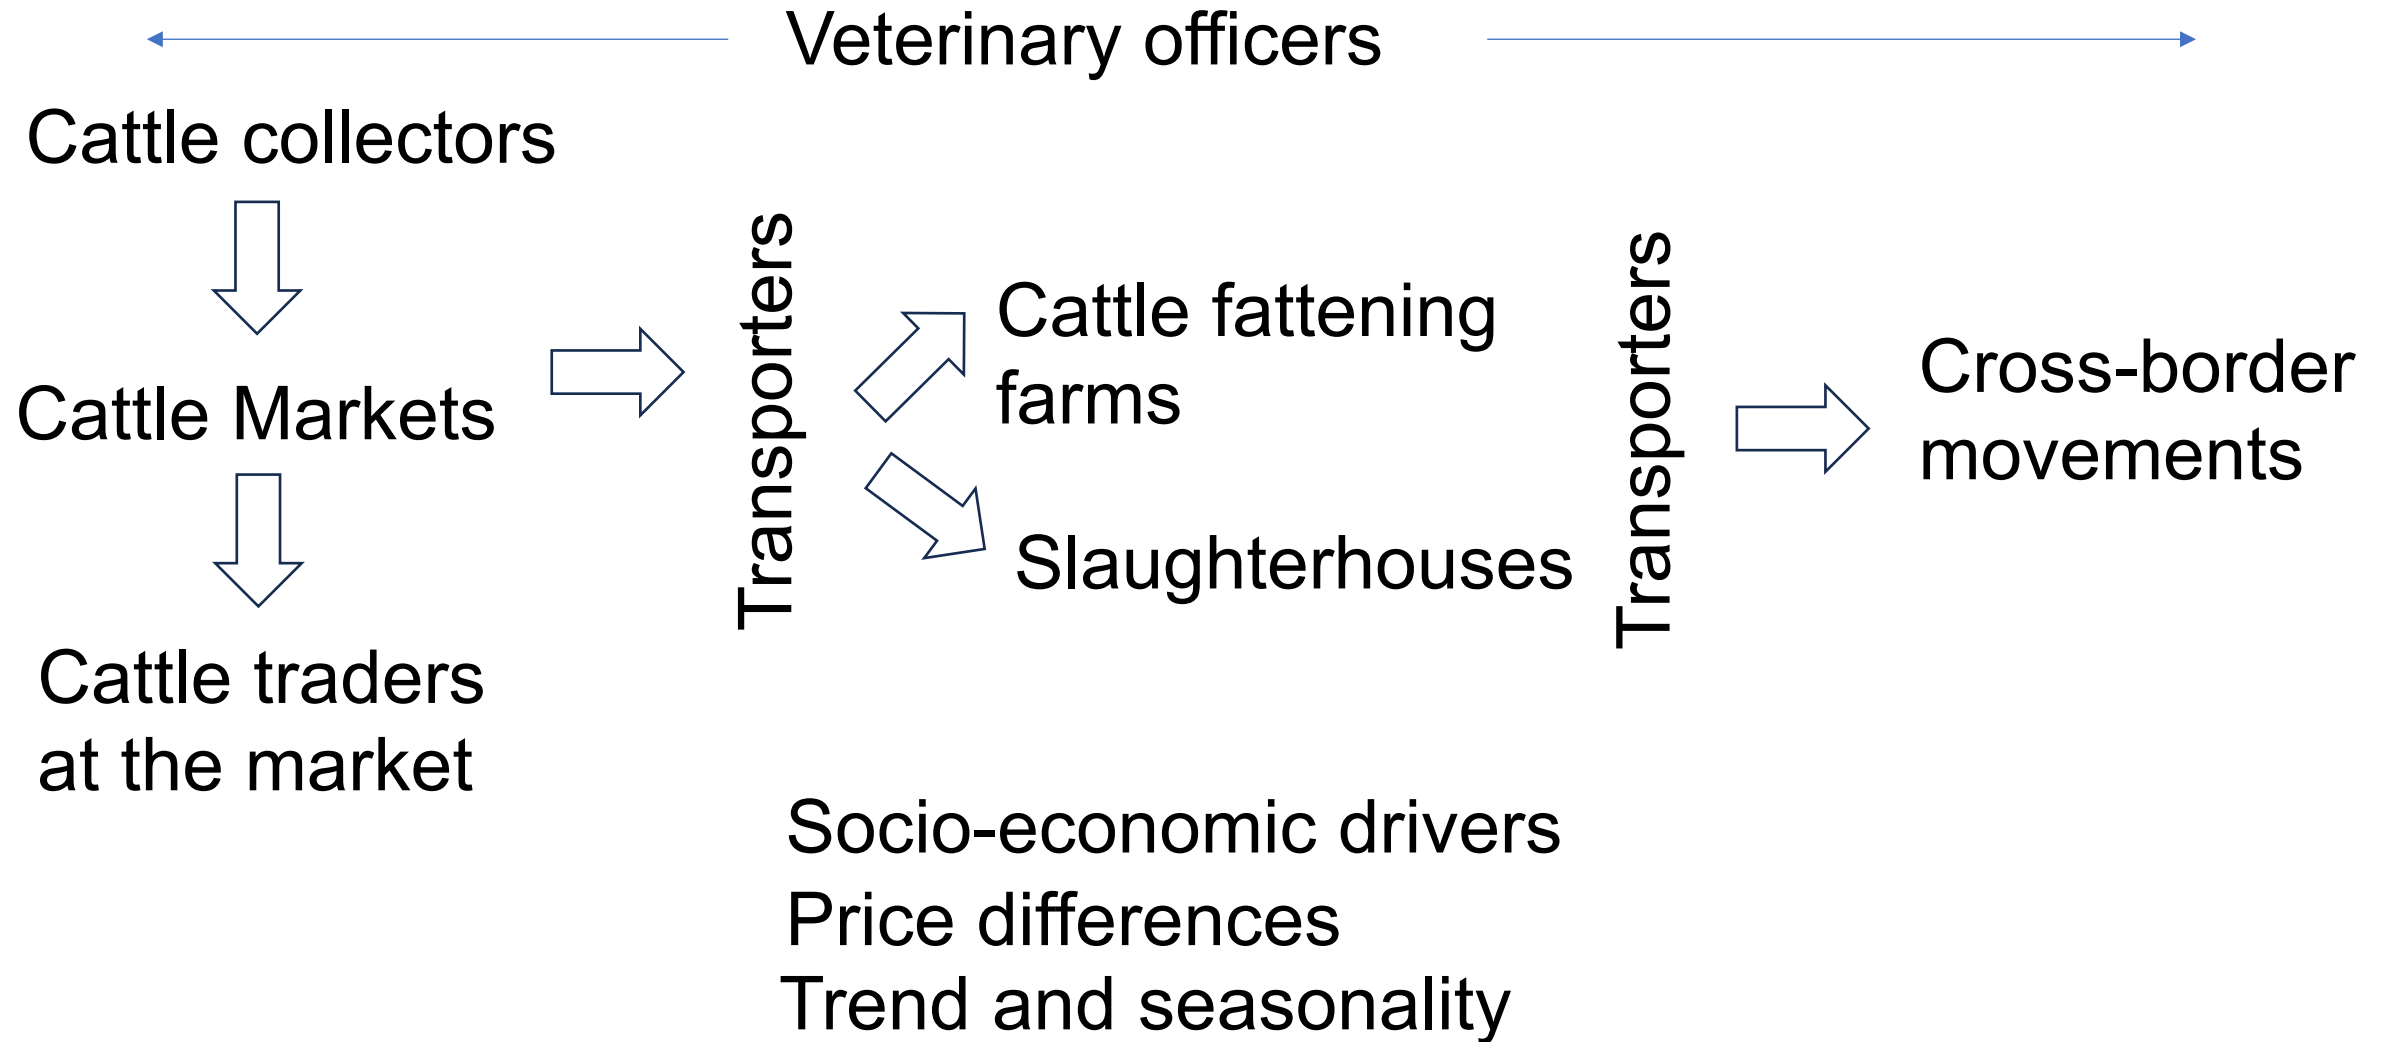 Veterinary officers
Cattle collectors
Cattle Markets
Cattle traders
at the market
Transporters
Cattle fattening
farms
Slaughterhouses
Transporters
Cross-border
movements
Socio-economic drivers
Price differences
Trend and seasonality